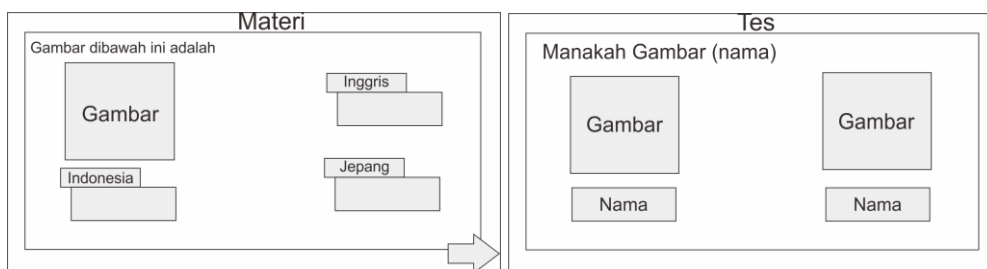 Materi
Gambar dibawah ini adalah
Gambar
Indonesia
Inggris
Jepang
Tes
Manakah Gambar (nama)
Gambar
Gambar
Nama
Nama